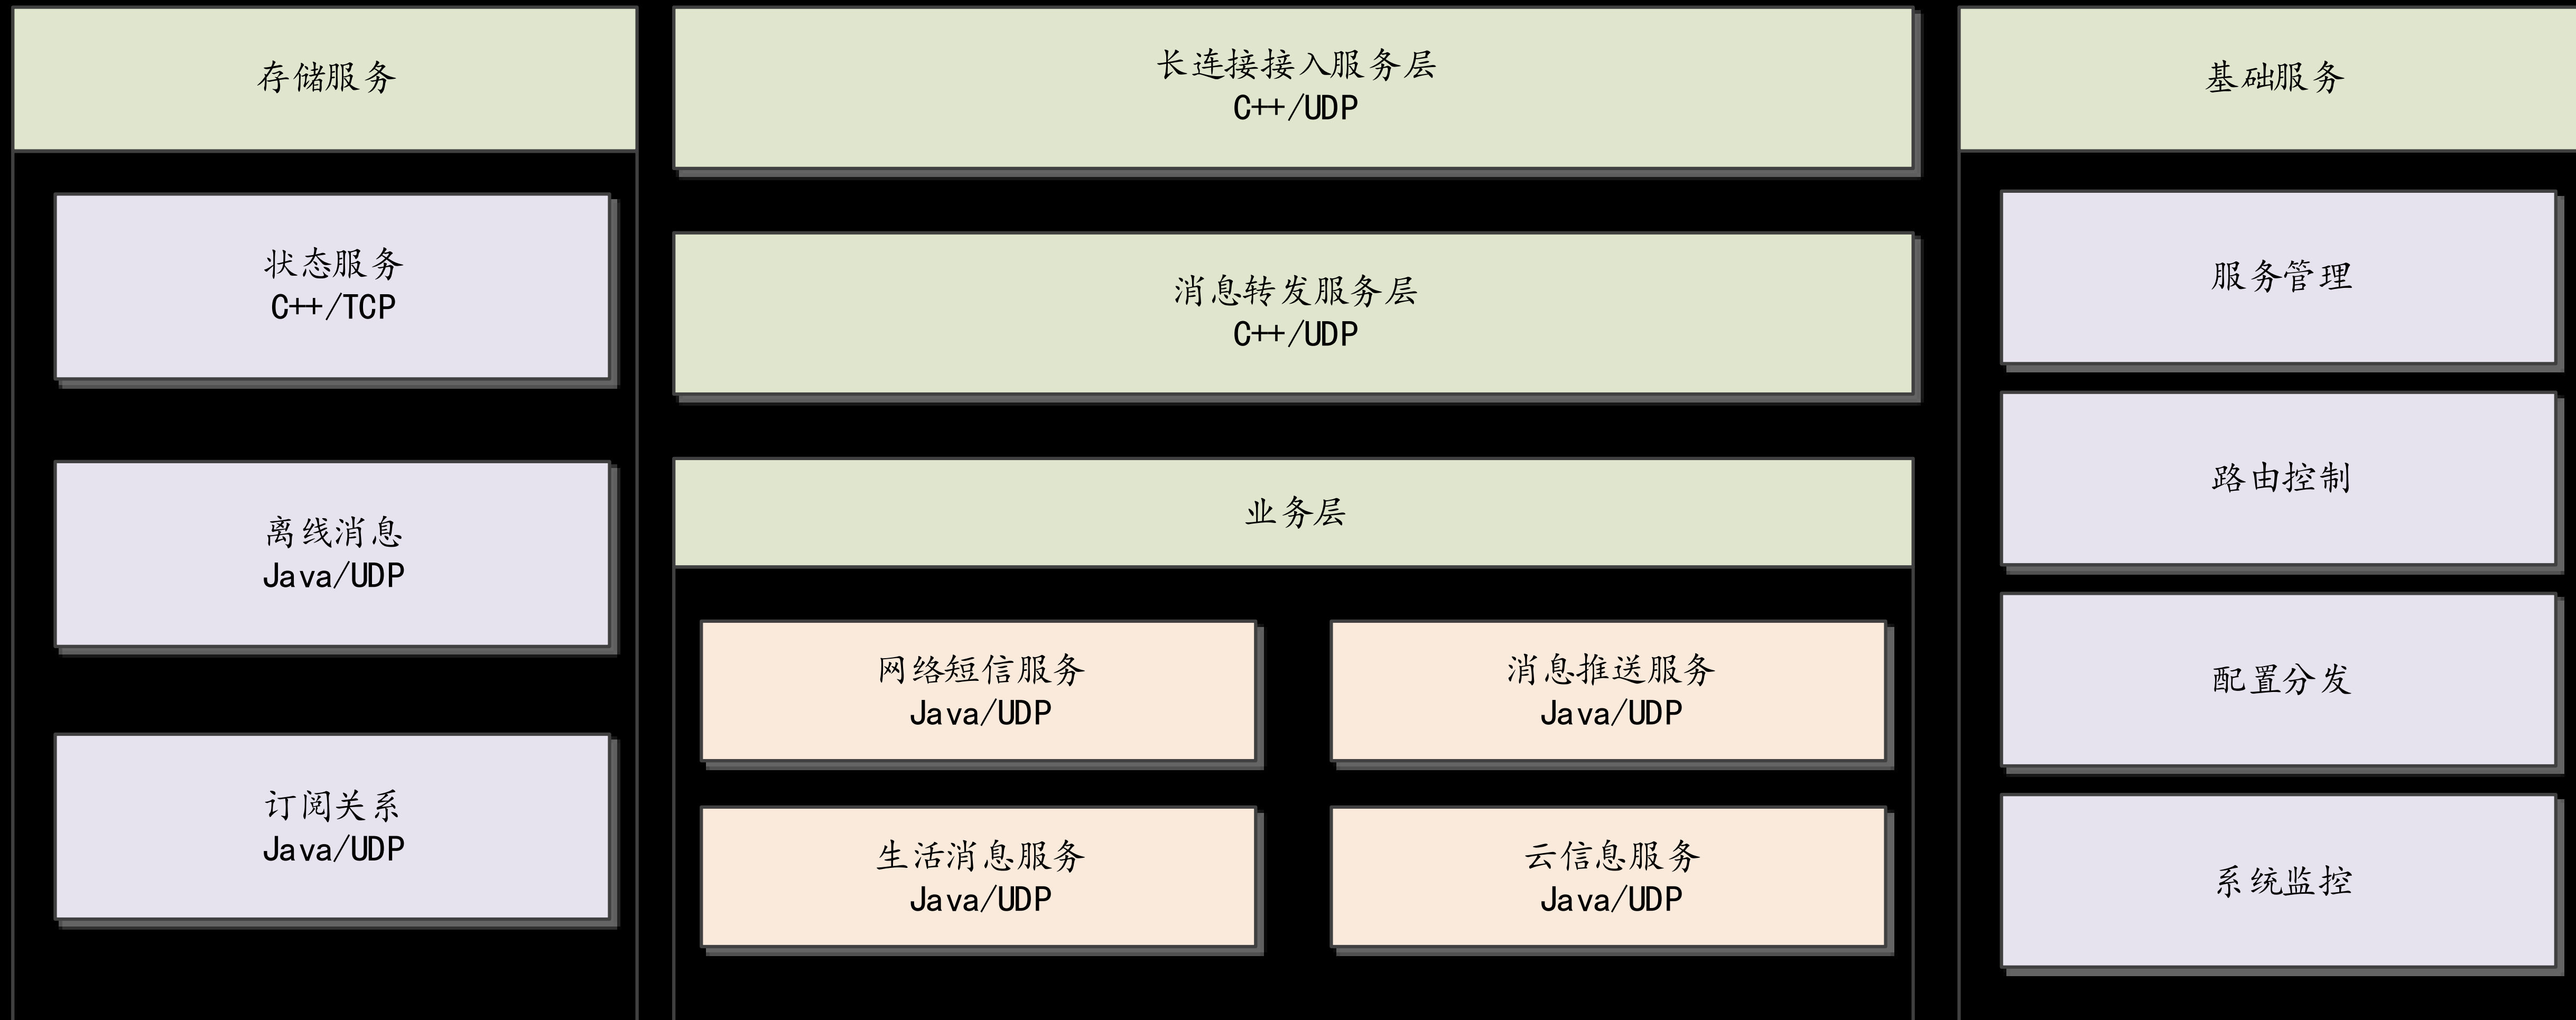 存储服务
状态服务
C++/TCP
离线消息
Java/UDP
订阅关系
Java/UDP
长连接接入服务层
C++/UDP
消息转发服务层
C++/UDP
业务层
网络短信服务
Java/UDP
消息推送服务
Java/UDP
生活消息服务
Java/UDP
云信息服务
Java/UDP
基础服务
服务管理
路由控制
配置分发
系统监控